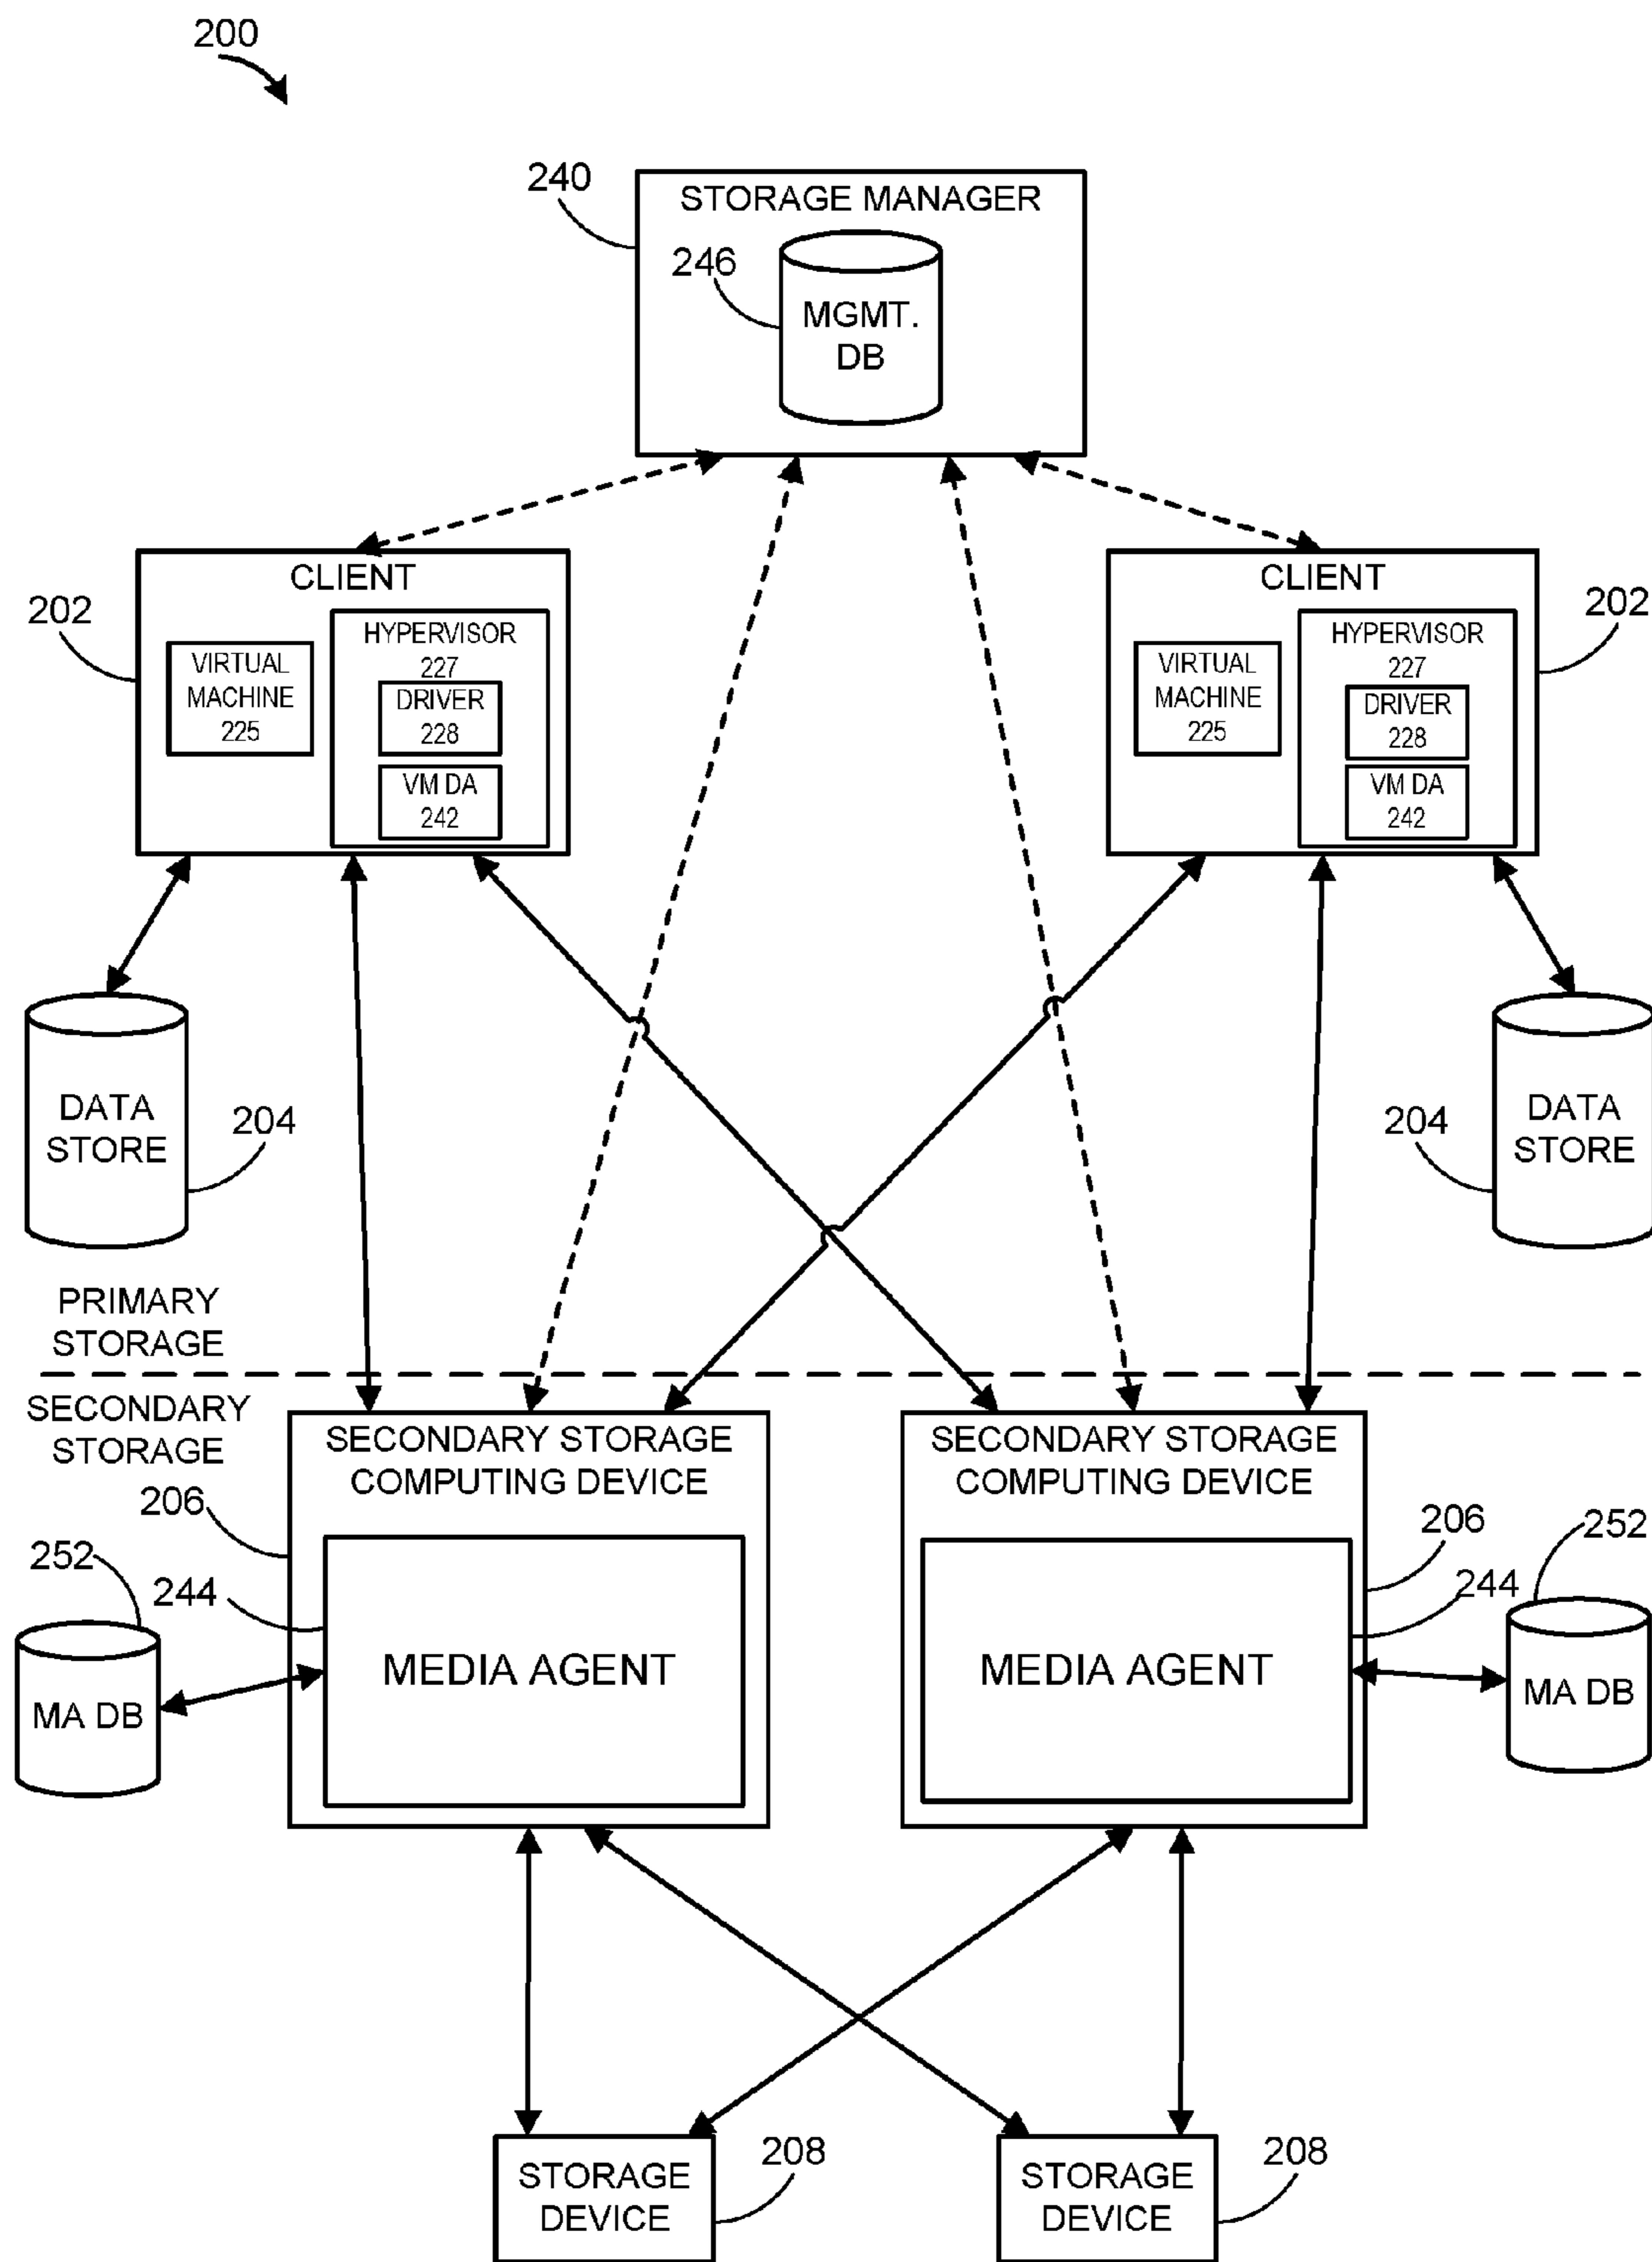 200
240
STORAGE MANAGER
246
MGMT.
DB
CLIENT
202
VIRTUAL
MACHINE
225
HYPERVISOR
227
DRIVER
228
VM DA
242
CLIENT
202
VIRTUAL
MACHINE
225
HYPERVISOR
227
DRIVER
228
VM DA
242
DATA
STORE
204
204
DATA
STORE
PRIMARY
STORAGE
SECONDARY
STORAGE
SECONDARY STORAGE
COMPUTING DEVICE
206
252
244
MA DB
MEDIA AGENT
SECONDARY STORAGE
COMPUTING DEVICE
206
252
244
MEDIA AGENT
MA DB
STORAGE
DEVICE
208
STORAGE
DEVICE
208